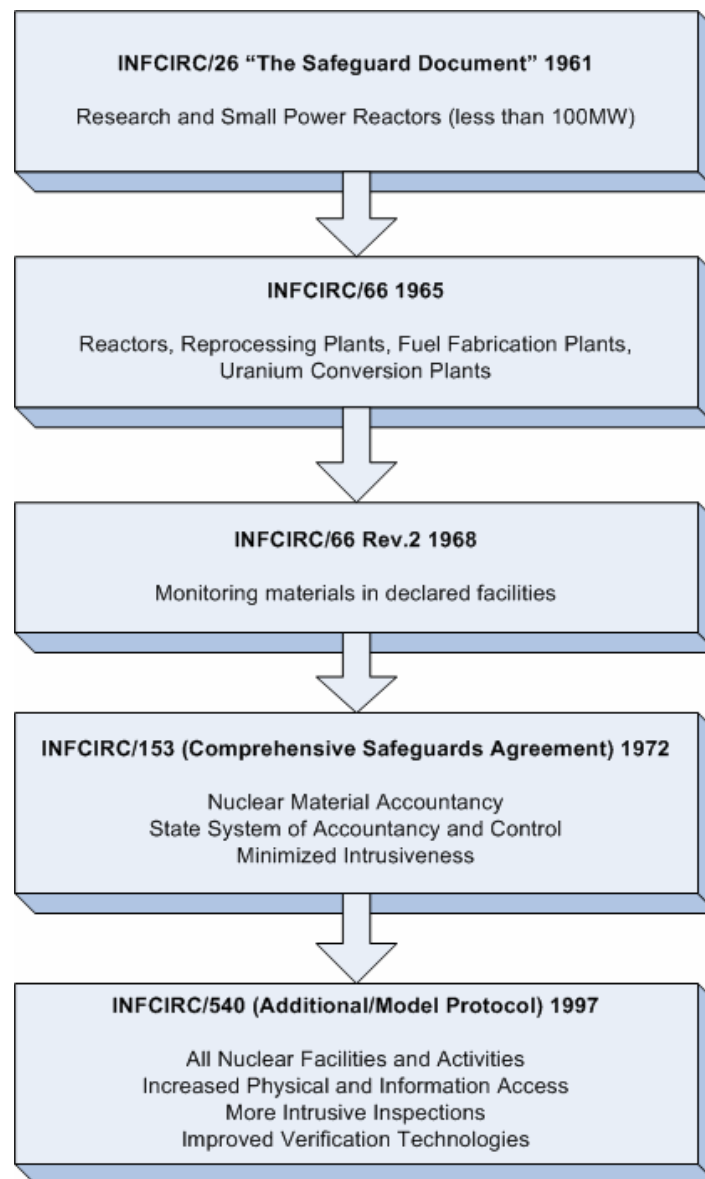 INFCIRC/26 “The Safeguard Document” 1961
Research and Small Power Reactors (less than 100MW)
INFCIRC/66 1965
Reactors, Reprocessing Plants, Fuel Fabrication Plants,
Uranium Conversion Plants
INFCIRC/66 Rev.2 1968
Monitoring materials in declared facilities
INFCIRC/153 (Comprehensive Safeguards Agreement) 1972
Nuclear Material Accountancy
State System of Accountancy and Control
Minimized Intrusiveness
INFCIRC/540 (Additional/Model Protocol) 1997
All Nuclear Facilities and Activities
Increased Physical and Information Access
More Intrusive Inspections
Improved Verification Technologies